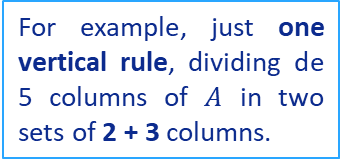 For example, just one
vertical rule, dividing de
5 columns of A in two
sets of 2 + 3 columns.